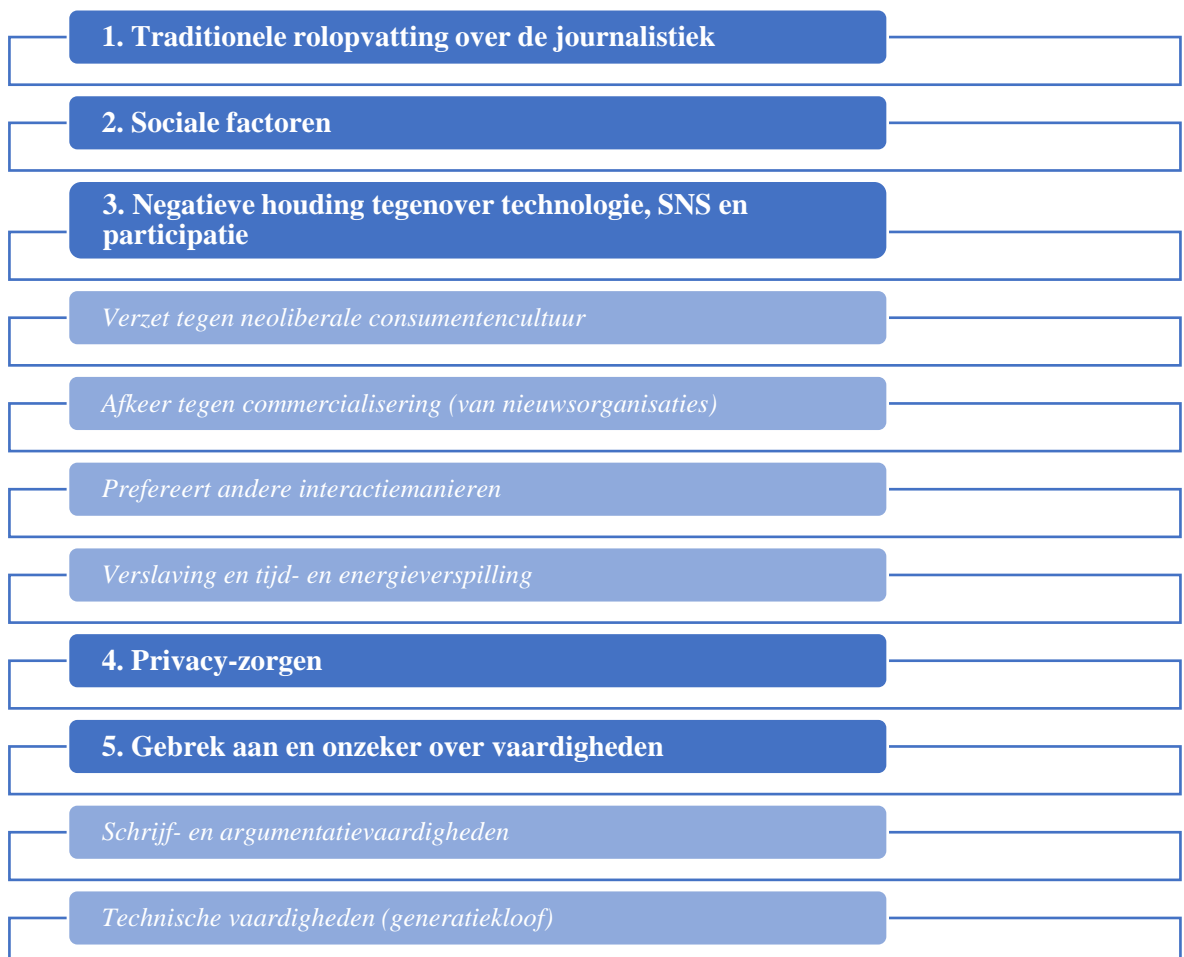 1. Traditionele rolopvatting over de journalistiek
2. Sociale factoren
3. Negatieve houding tegenover technologie, SNS en
participatie
Verzet tegen neoliberale consumentencultuur
Afkeer tegen commercialisering (van nieuwsorganisaties)
Prefereert andere interactiemanieren
Verslaving en tijd- en energieverspilling
4. Privacy-zorgen
5. Gebrek aan en onzeker over vaardigheden
Schrijf- en argumentatievaardigheden
Technische vaardigheden (generatiekloof)